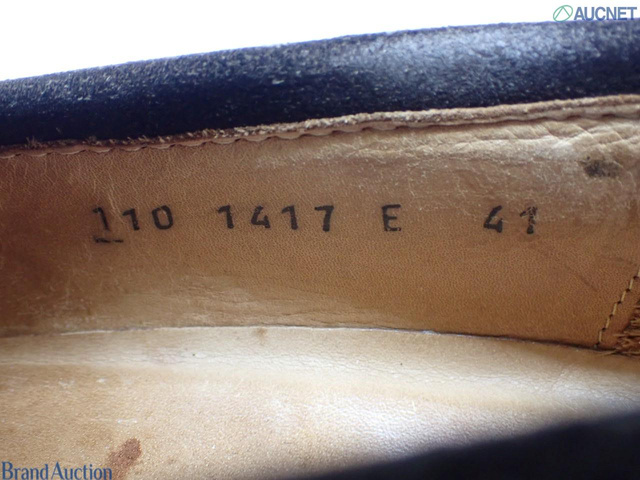 AUCNET
110 1417 E 41
Brand Auction